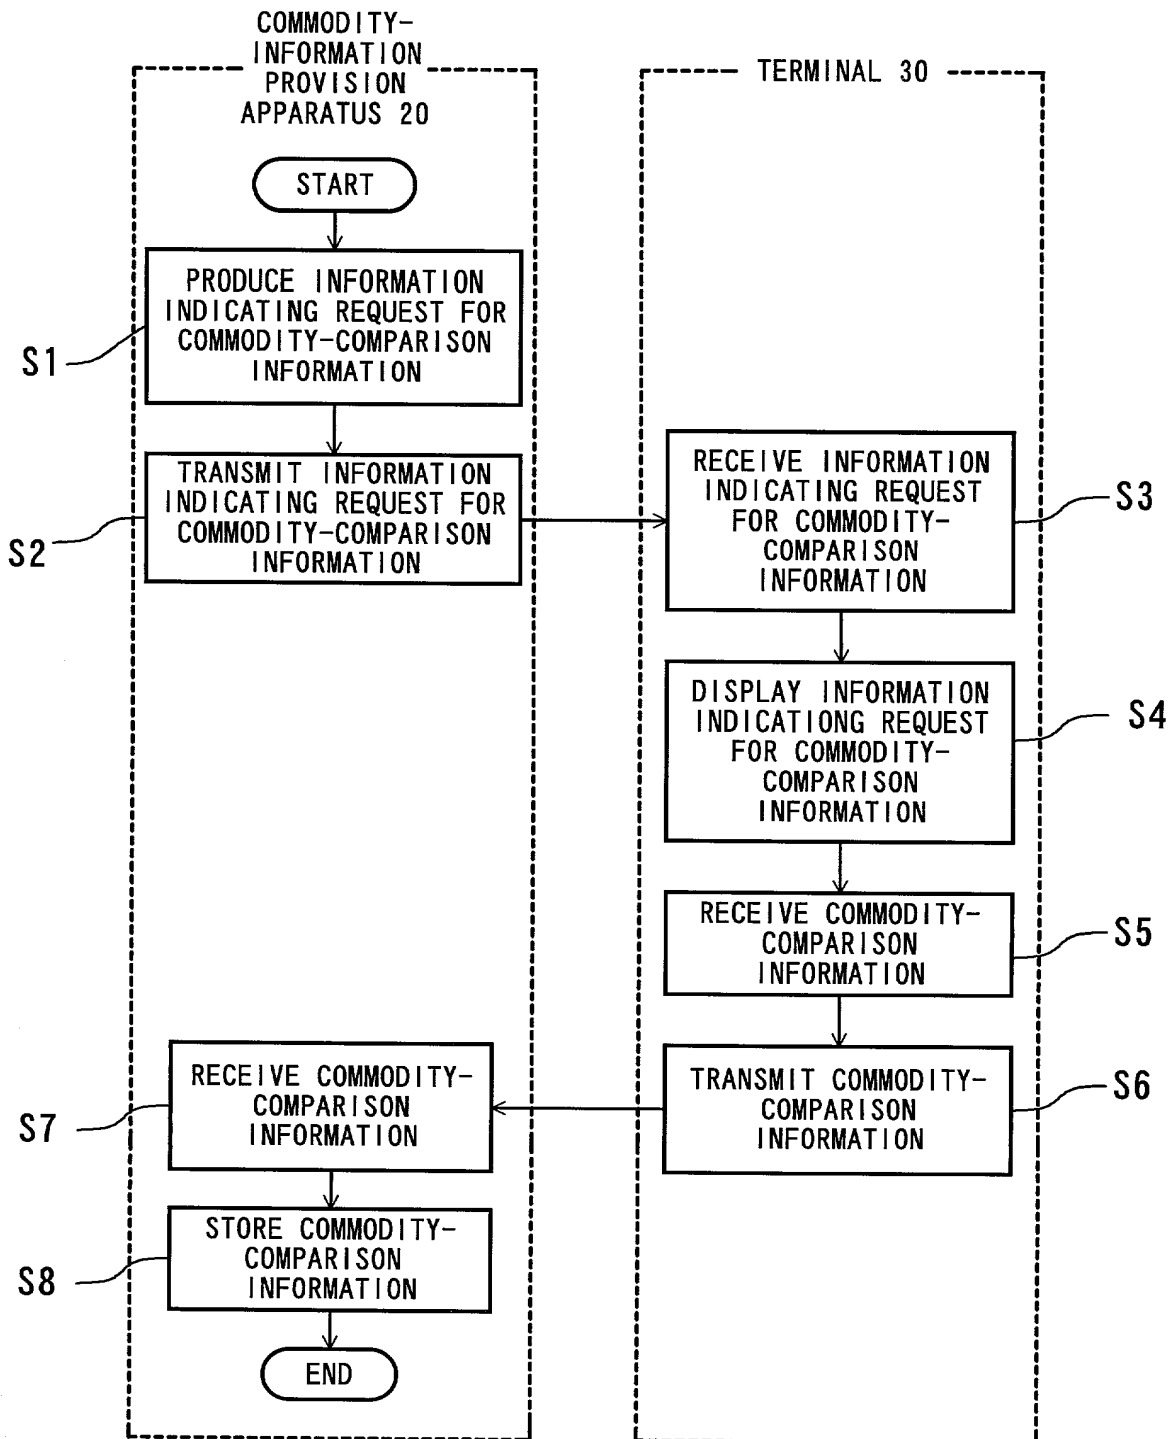 COMMODITY-
INFORMATION
PROVISION
APPARATUS 20
TERMINAL 30
START
S1
PRODUCE INFORMATION
INDICATING REQUEST FOR
COMMODITY-COMPARISON
INFORMATION
S2
TRANSMIT INFORMATION
INDICATING REQUEST FOR
COMMODITY-COMPARISON
INFORMATION
RECEIVE INFORMATION
INDICATING REQUEST
FOR COMMODITY-
COMPARISON
INFORMATION
S3
DISPLAY INFORMATION
INDICATIONG REQUEST
FOR COMMODITY-
COMPARISON
INFORMATION
S4
RECEIVE COMMODITY-
COMPARISON
INFORMATION
S5
TRANSMIT COMMODITY-
COMPARISON
INFORMATION
S6
S7
RECEIVE COMMODITY-
COMPARISON
INFORMATION
S8
STORE COMMODITY-
COMPARISON
INFORMATION
END